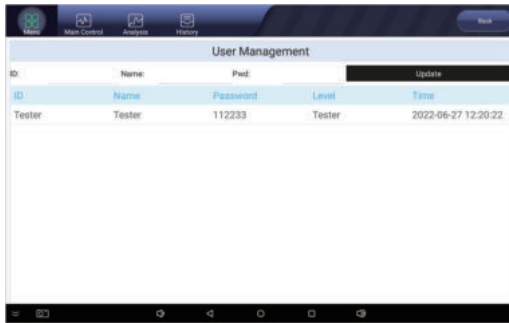 Menu Main Control Analysis History Back
User Management
ID: Name: Pwd: Update
ID Name Password Level Time
Tester Tester 112233 Tester 2022-06-27 12:20:22